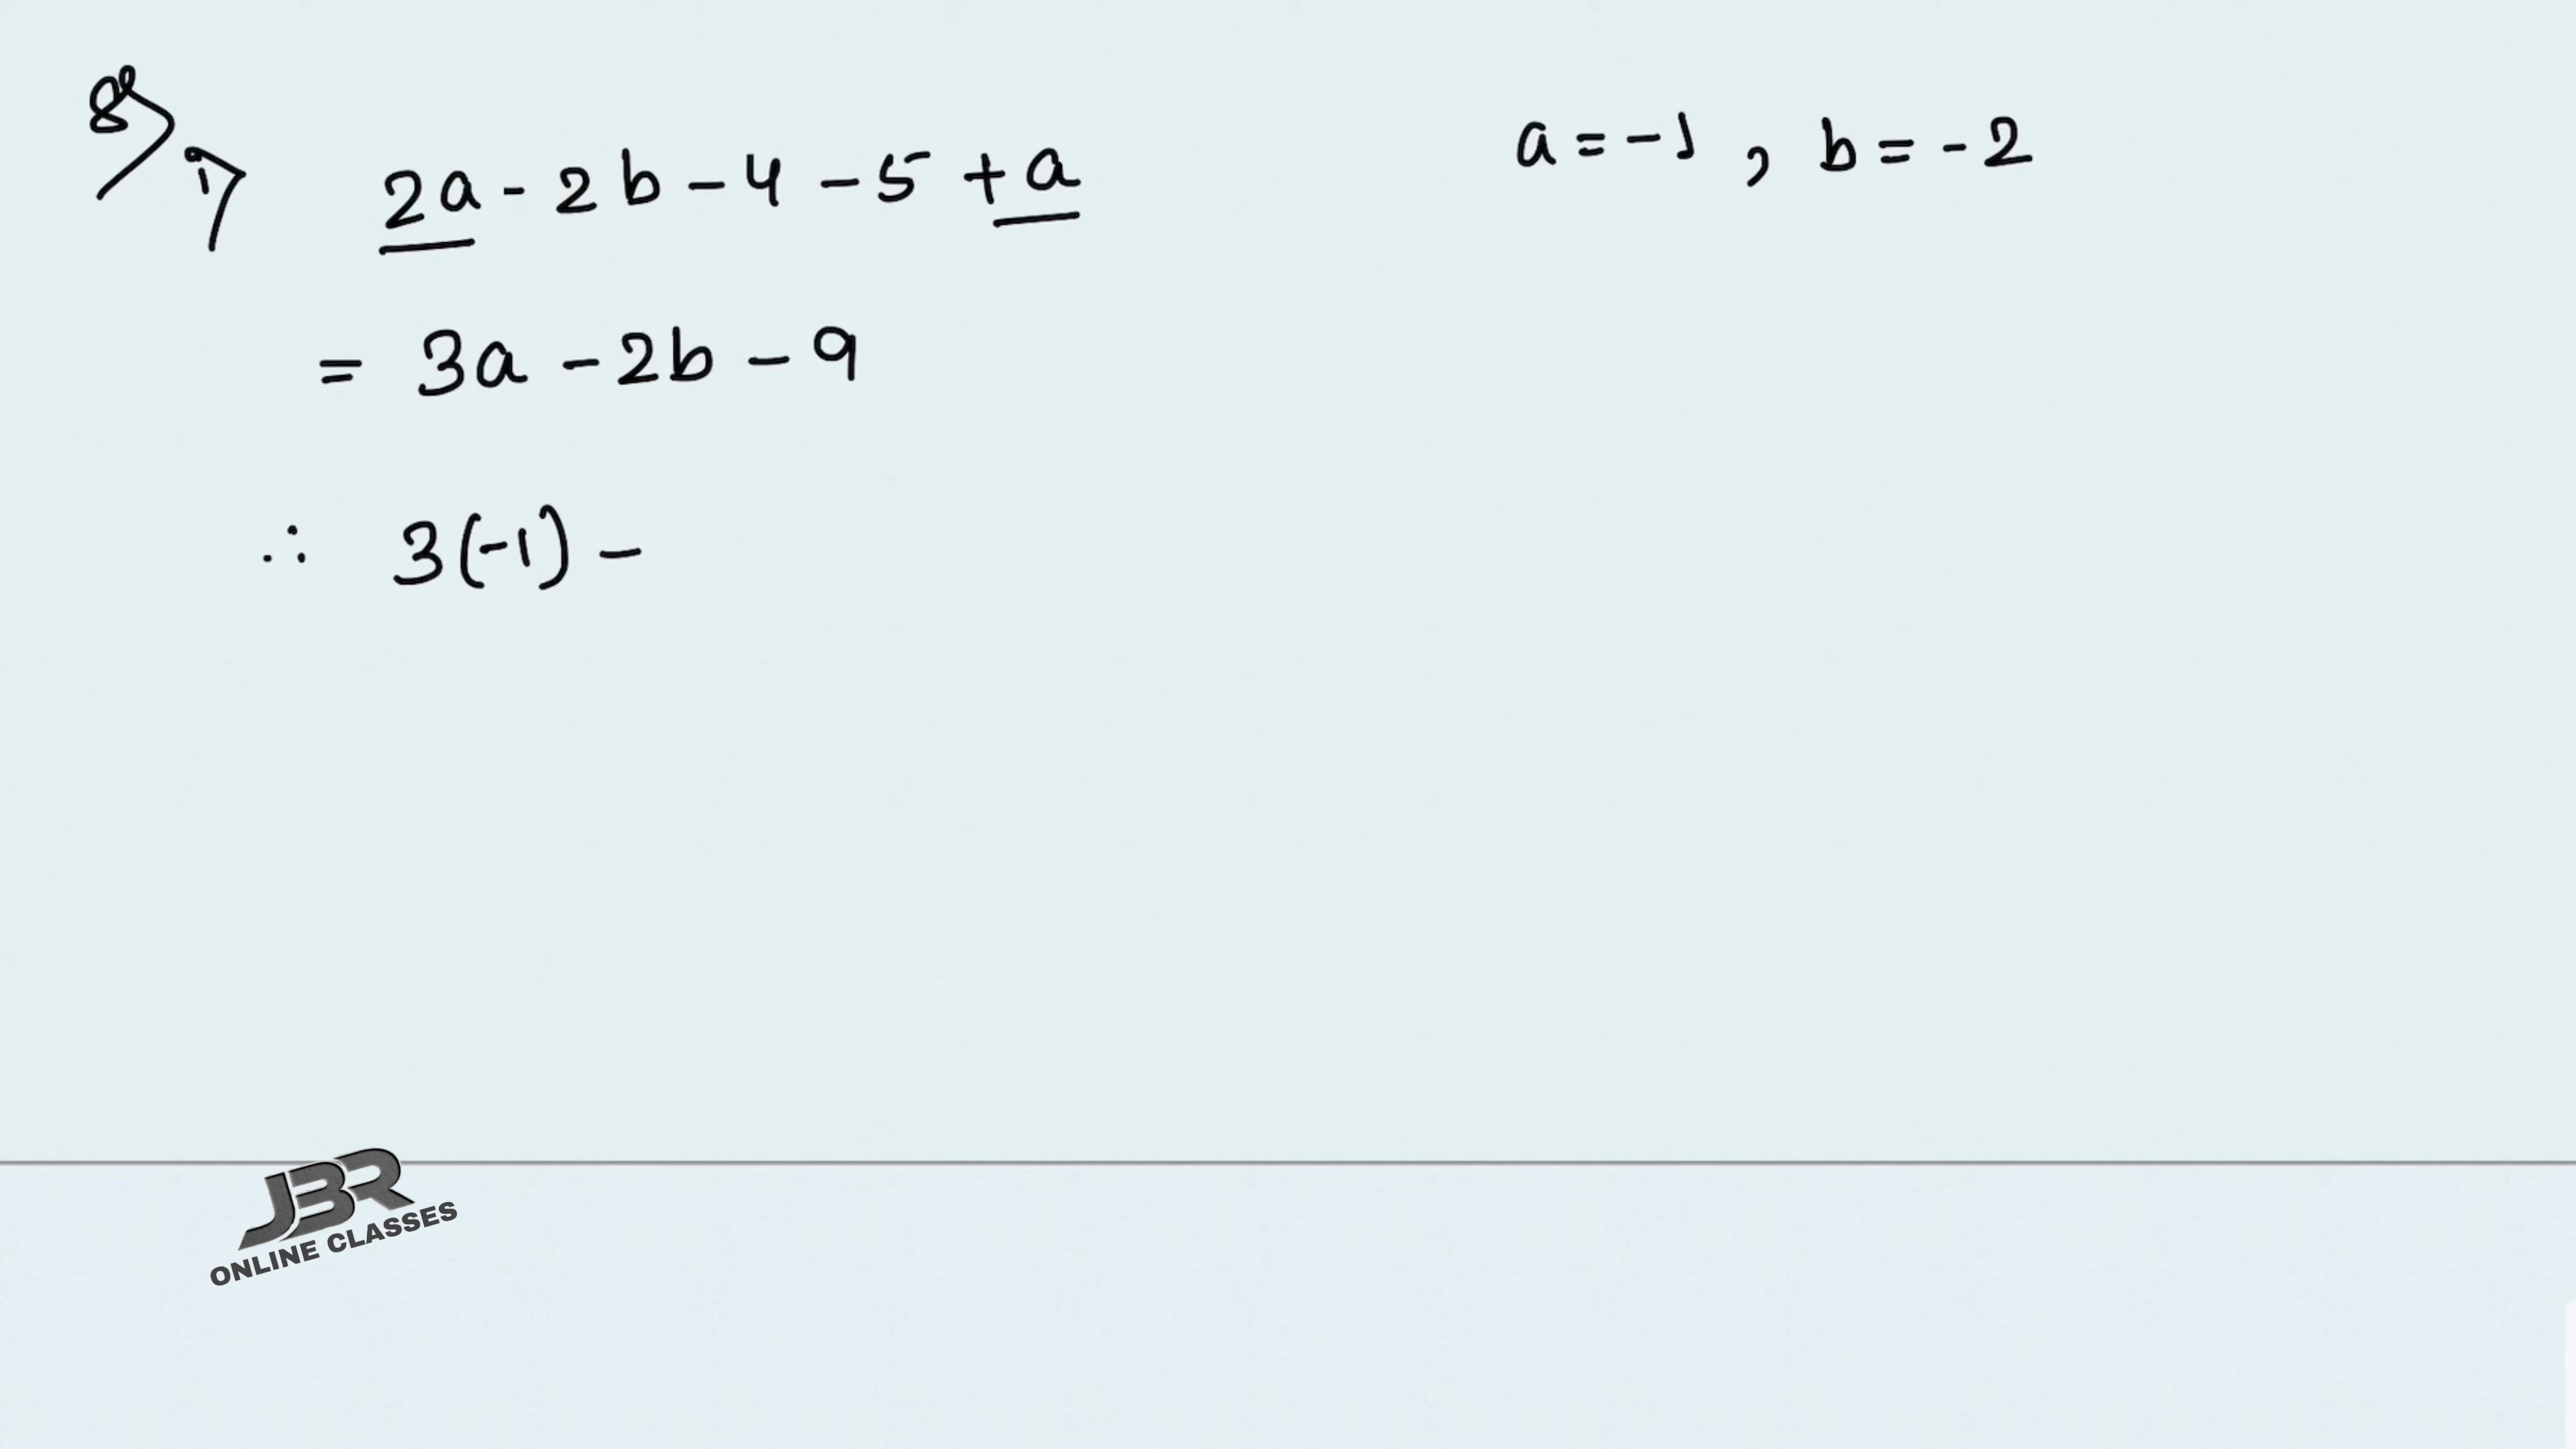 8)
i) 2a - 2b - 4 - 5 + a
a = -1 , b = -2
= 3a - 2b - 9
∴ 3(-1) -
JBR
ONLINE CLASSES